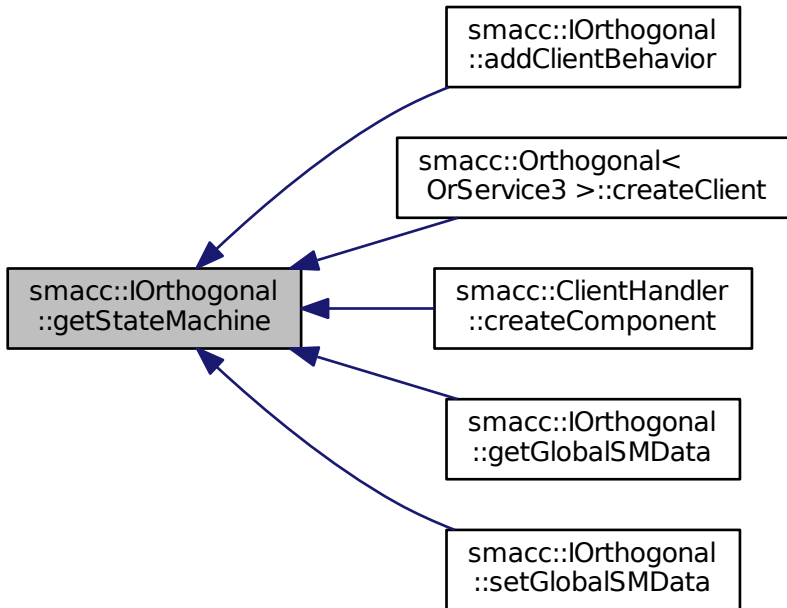 smacc::IOrthogonal
::addClientBehavior
smacc::Orthogonal<
OrService3 >::createClient
smacc::IOrthogonal
::getStateMachine
smacc::ClientHandler
::createComponent
smacc::IOrthogonal
::getGlobalSMData
smacc::IOrthogonal
::setGlobalSMData